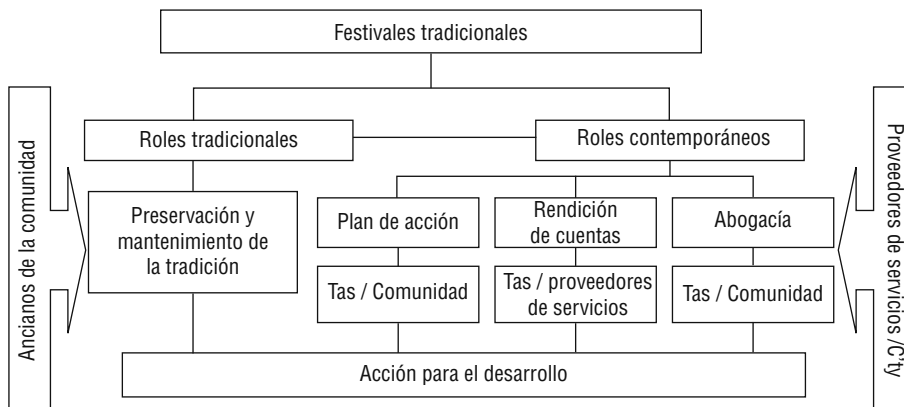 Festivales tradicionales
Ancianos de la comunidad
Proveedores de servicios /C'ty
Roles tradicionales
Roles contemporáneos
Preservación y
mantenimiento de
la tradición
Plan de acción
Rendición
de cuentas
Abogacía
Tas / Comunidad
Tas / proveedores
de servicios
Tas / Comunidad
Acción para el desarrollo